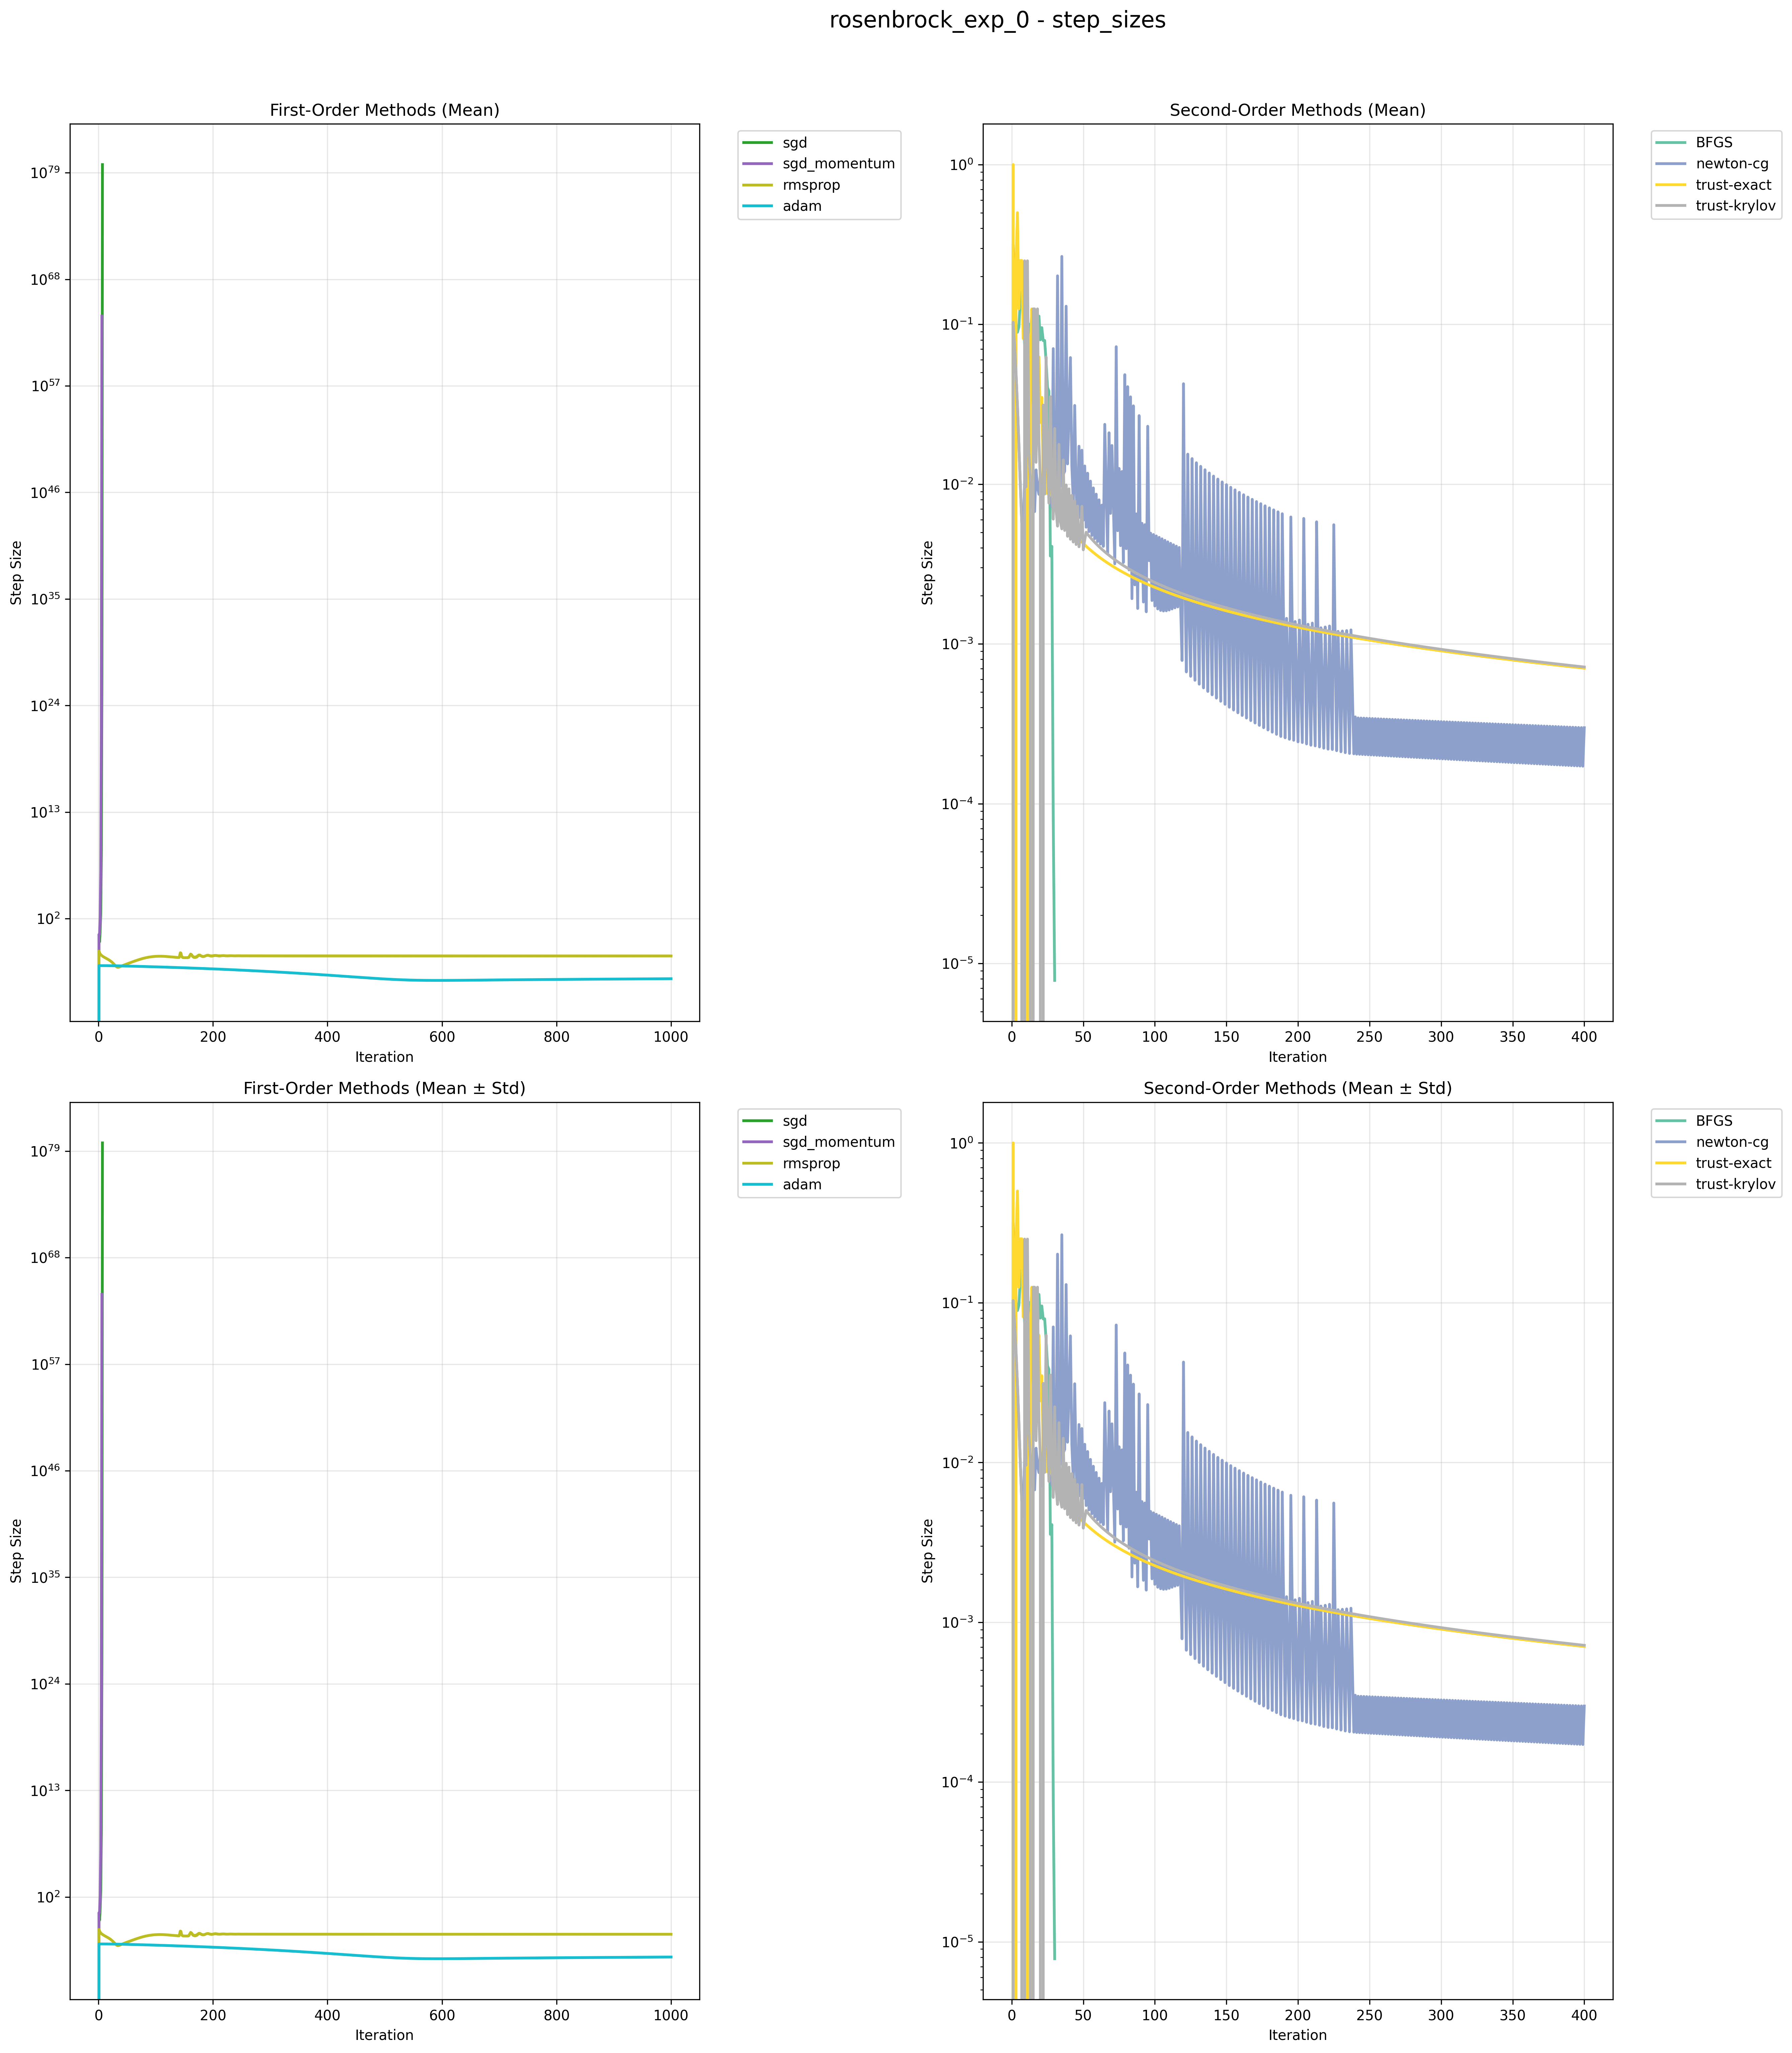 rosenbrock_exp_0 - step_sizes
First-Order Methods (Mean)
Step Size
10^79
10^68
10^57
10^46
10^35
10^24
10^13
10^2
0 200 400 600 800 1000
Iteration
sgd
sgd_momentum
rmsprop
adam
Second-Order Methods (Mean)
Step Size
10^0
10^-1
10^-2
10^-3
10^-4
10^-5
0 50 100 150 200 250 300 350 400
Iteration
BFGS
newton-cg
trust-exact
trust-krylov
First-Order Methods (Mean ± Std)
Step Size
10^79
10^68
10^57
10^46
10^35
10^24
10^13
10^2
0 200 400 600 800 1000
Iteration
sgd
sgd_momentum
rmsprop
adam
Second-Order Methods (Mean ± Std)
Step Size
10^0
10^-1
10^-2
10^-3
10^-4
10^-5
0 50 100 150 200 250 300 350 400
Iteration
BFGS
newton-cg
trust-exact
trust-krylov